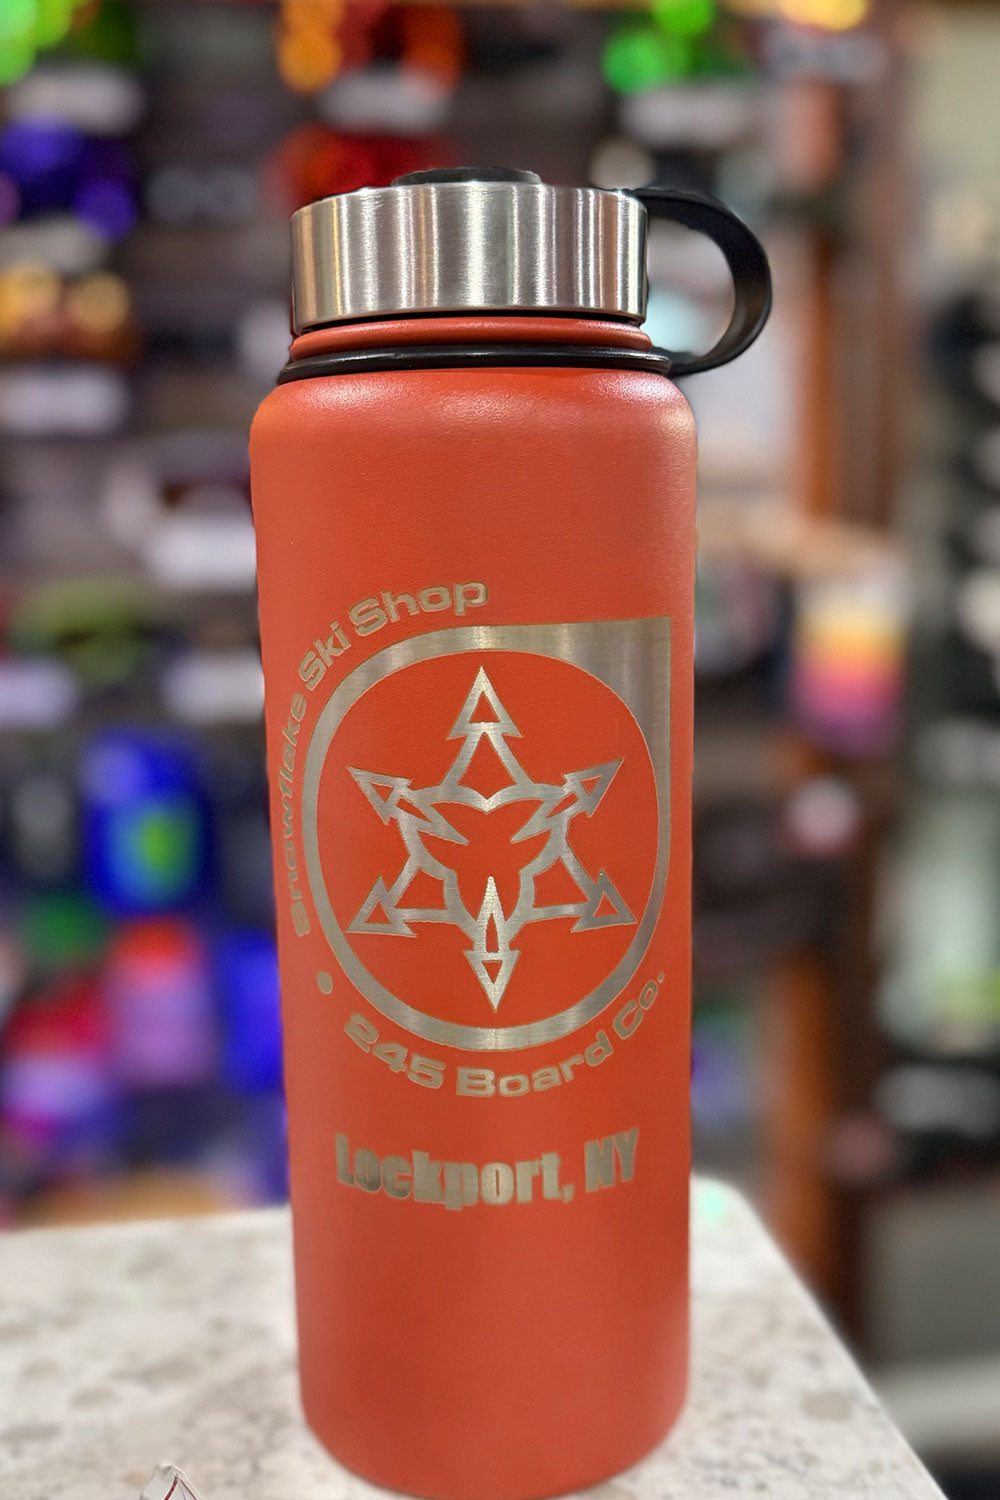 Snowflake Ski Shop
• 245 Board Co.
Lockport, NY